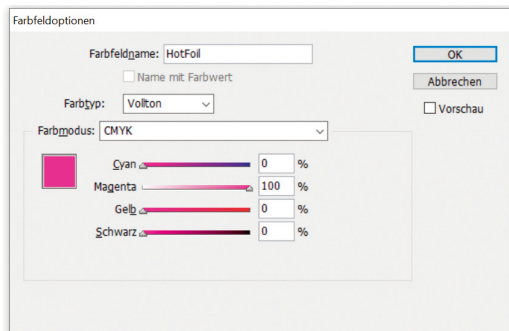 Farbfeldoptionen
Farbfeldname: HotFoil
OK
Name mit Farbwert
Abbrechen
Farbtyp: Vollton
Vorschau
Farbmodus: CMYK
Cyan 0 %
Magenta 100 %
Gelb 0 %
Schwarz 0 %